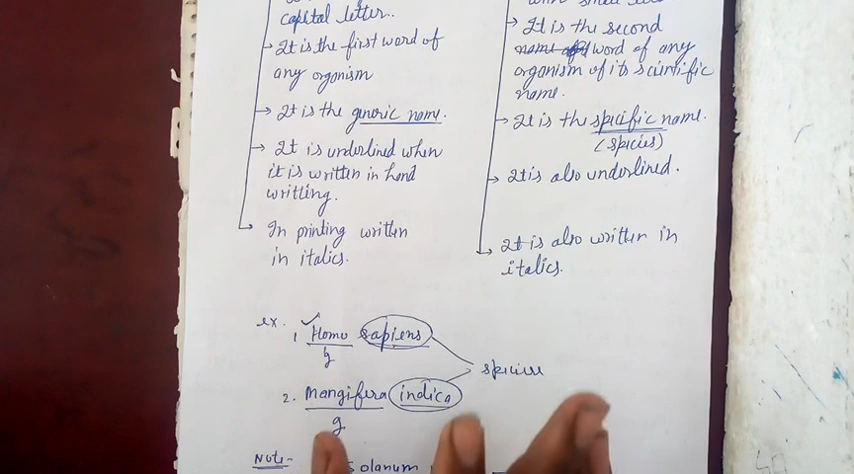 capital letter..
→ It is the first word of
any organism
→ It is the generic name.
→ It is underlined when
it is written in hand
writting.
In printing written
in italics.
→ It is the second
word of any
organism of its scientific
name.
→ It is the specific name.
(species)
→ It is also underlined.
It is also written in
italics.
ex. 1. Homo sapiens
g
species
2. Mangifera indica
g
Note- olanum